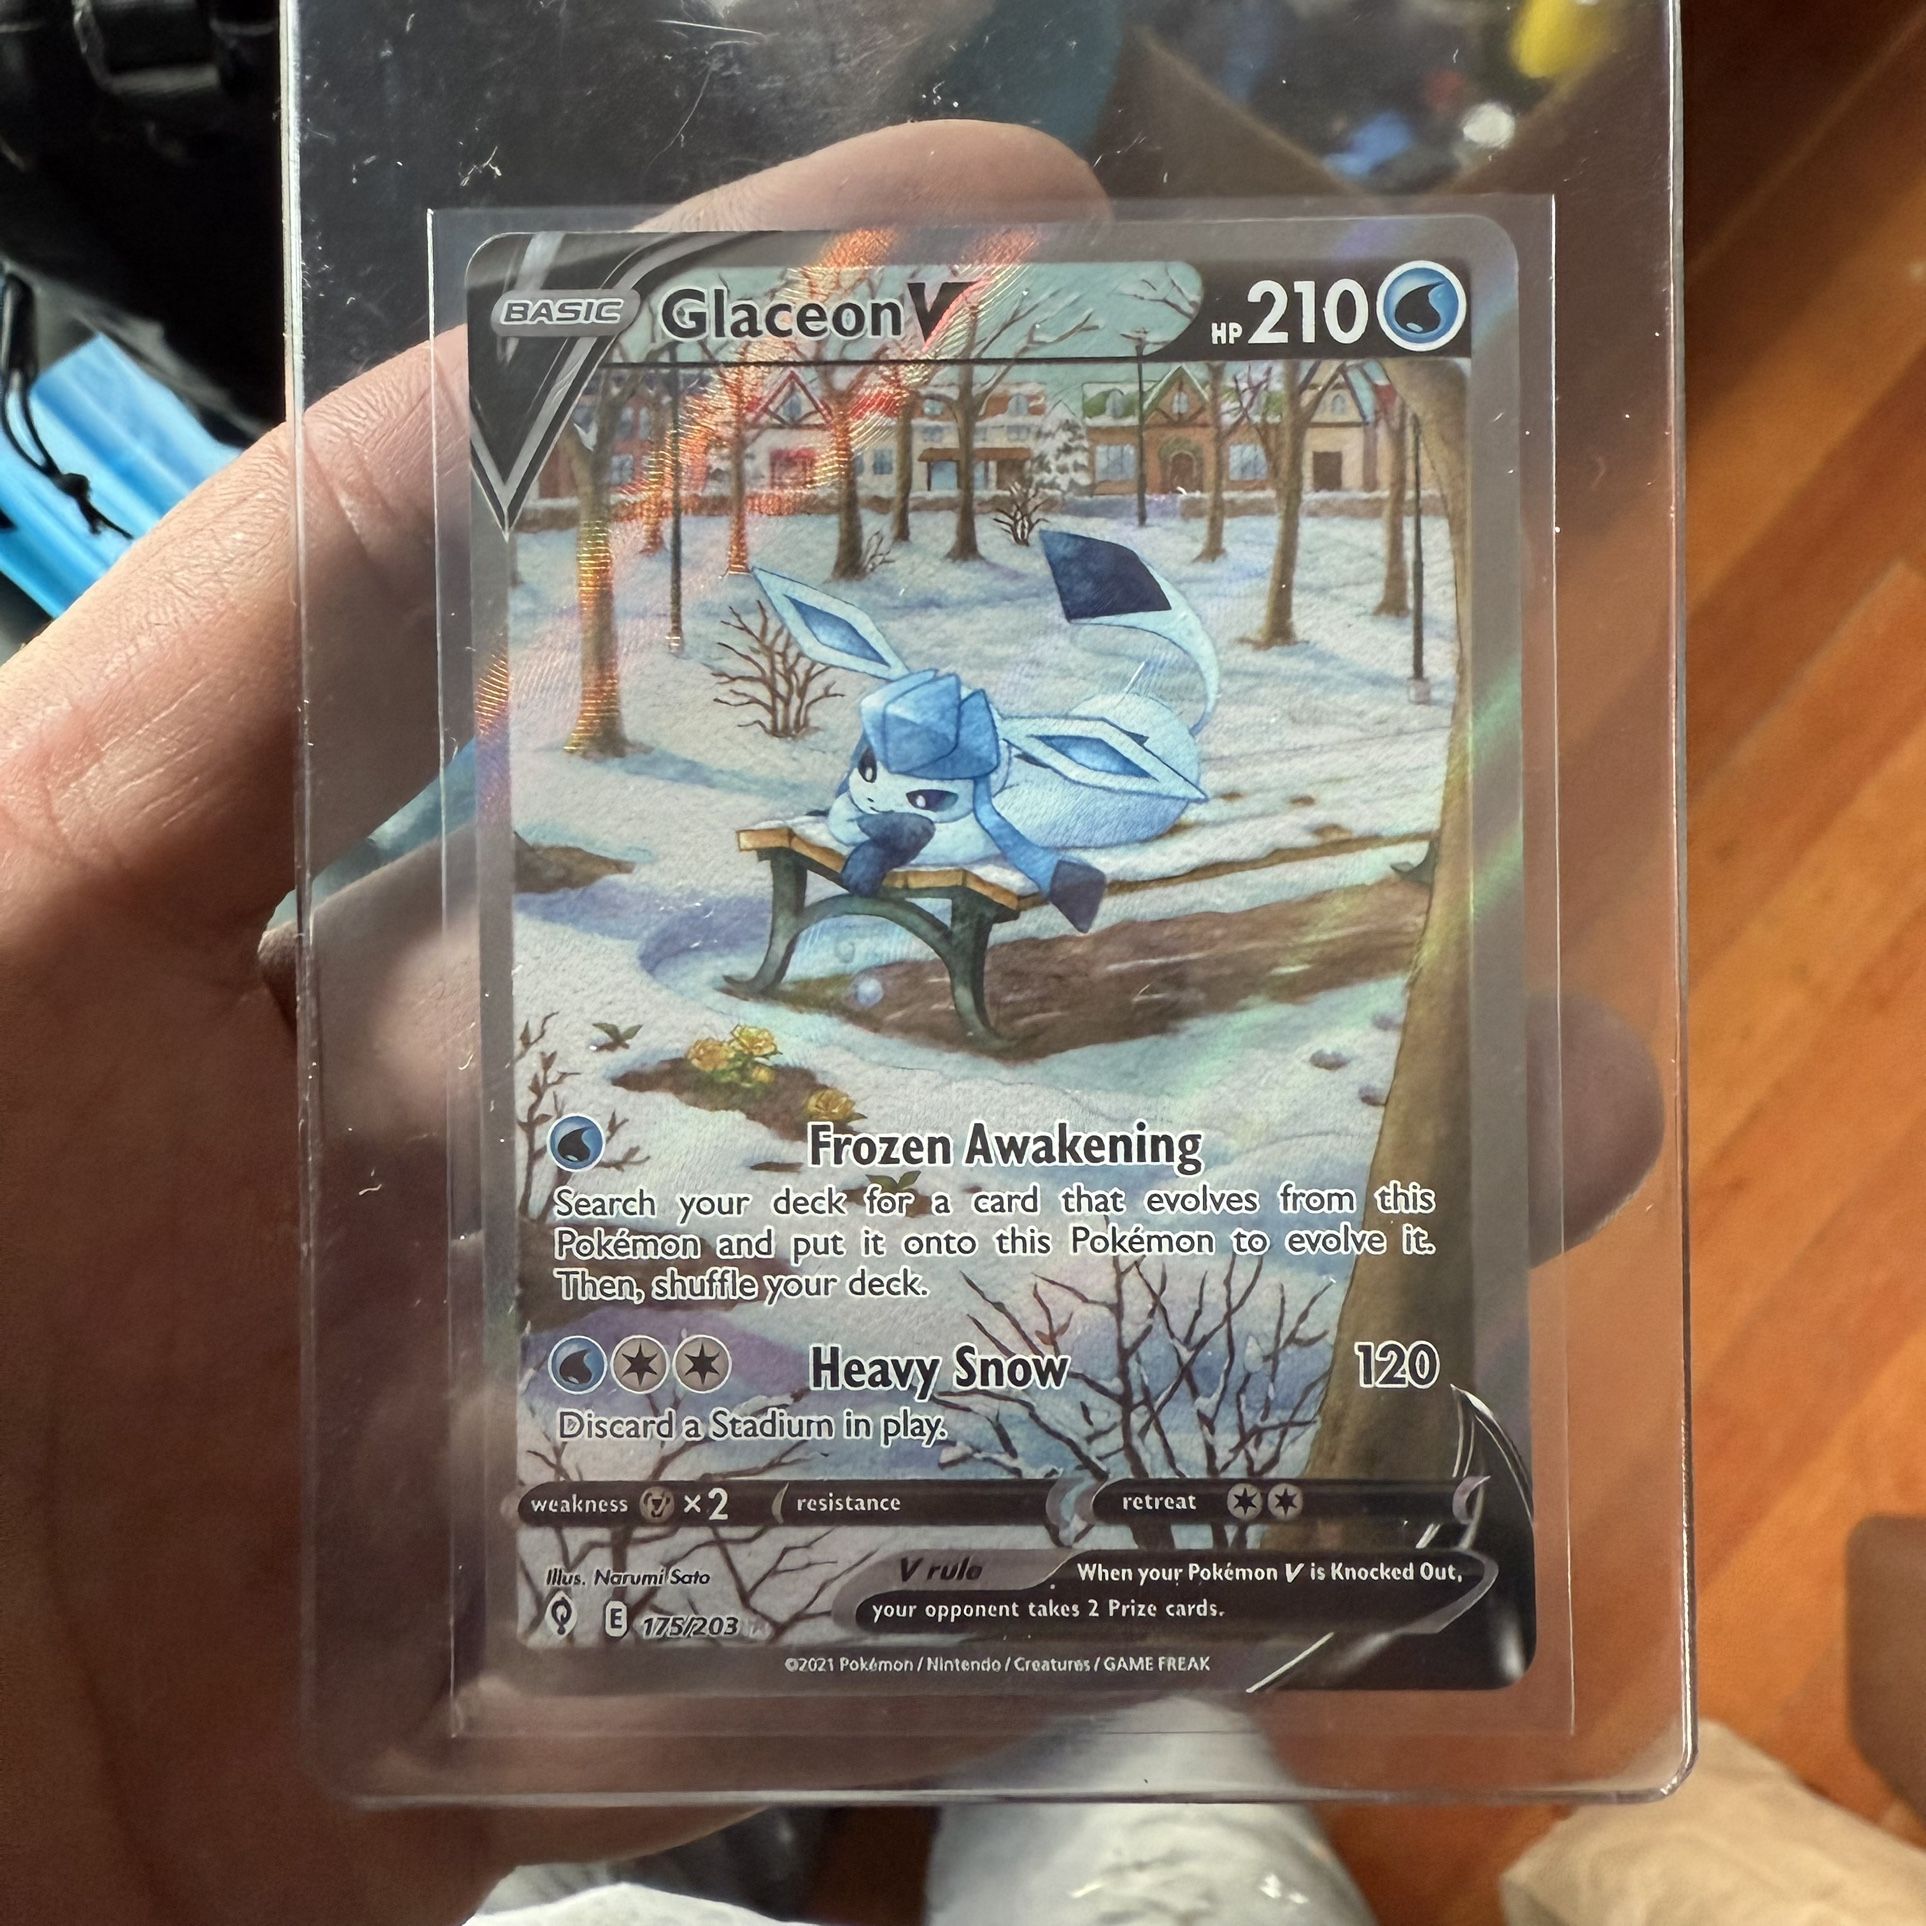 BASIC
Glaceon V
HP 210
Frozen Awakening
Search your deck for a card that evolves from this
Pokémon and put it onto this Pokémon to evolve it.
Then, shuffle your deck.
Heavy Snow 120
Discard a Stadium in play.
weakness ×2 resistance retreat
Illus. Narumi Sato
V rule When your Pokémon V is Knocked Out,
your opponent takes 2 Prize cards.
E 175/203
©2021 Pokémon / Nintendo / Creatures / GAME FREAK